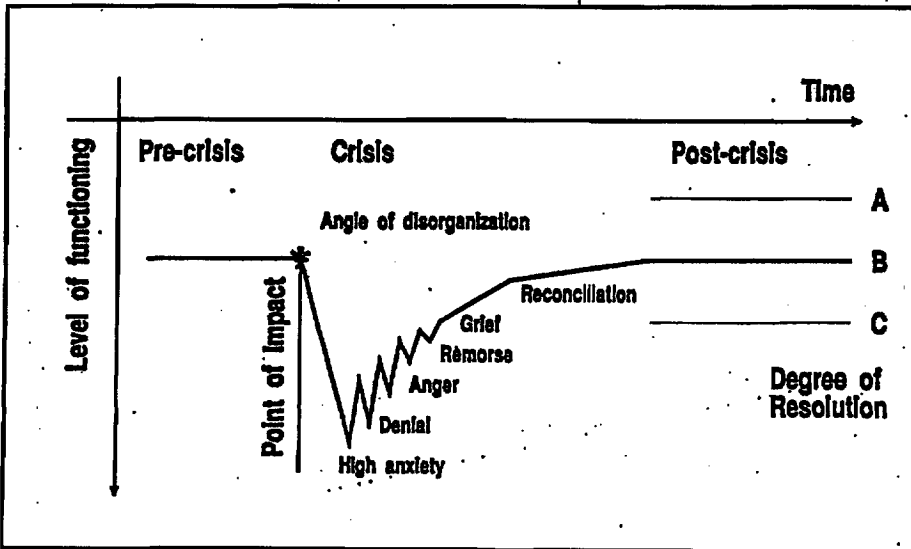 Time
Pre-crisis
Crisis
Post-crisis
Level of functioning
A
Angle of disorganization
B
Point of Impact
Reconciliation
C
Grief
Remorse
Anger
Degree of
Resolution
Denial
High anxiety